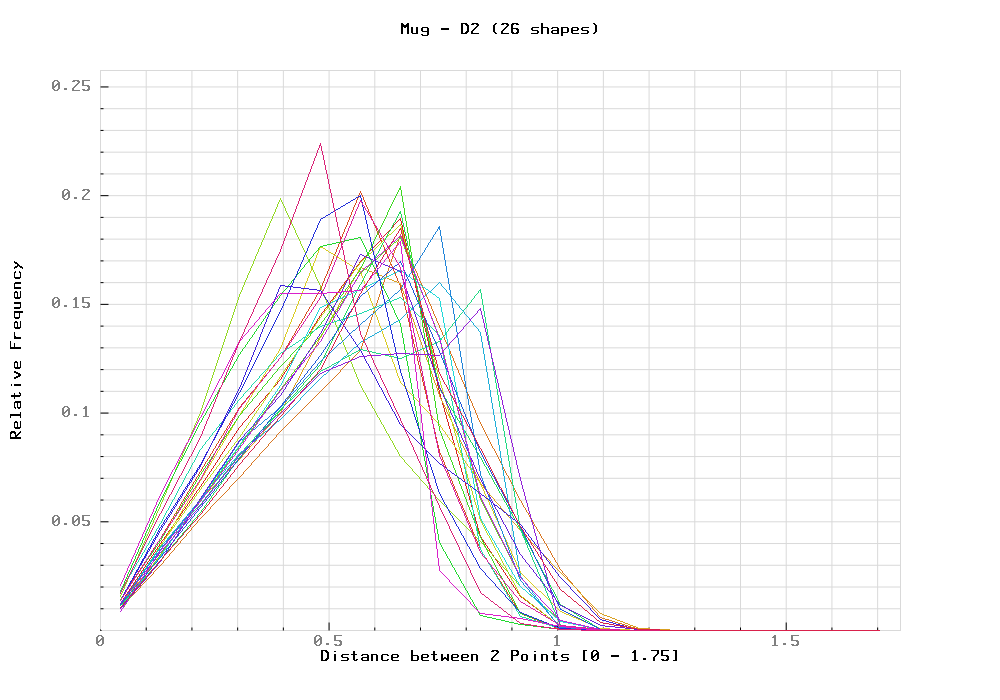 Mug - D2 (26 shapes)
0.25
0.2
0.15
0.1
0.05
Relative Frequency
0 0.5 1 1.5
Distance between 2 Points [0 - 1.75]